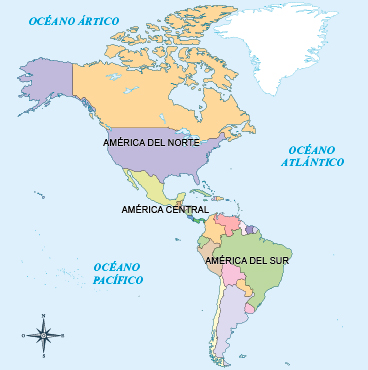 OCÉANO ÁRTICO
AMÉRICA DEL NORTE
OCÉANO
ATLÁNTICO
AMÉRICA CENTRAL
AMÉRICA DEL SUR
OCÉANO
PACÍFICO
N
O
E
S